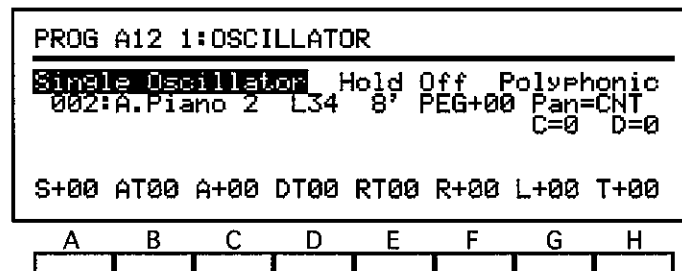 PROG A12 1:OSCILLATOR
Single Oscillator Hold Off Polyphonic
002:A.Piano 2 L34 8' PEG+00 Pan=CNT
C=0 D=0
S+00 AT00 A+00 DT00 RT00 R+00 L+00 T+00
A B C D E F G H